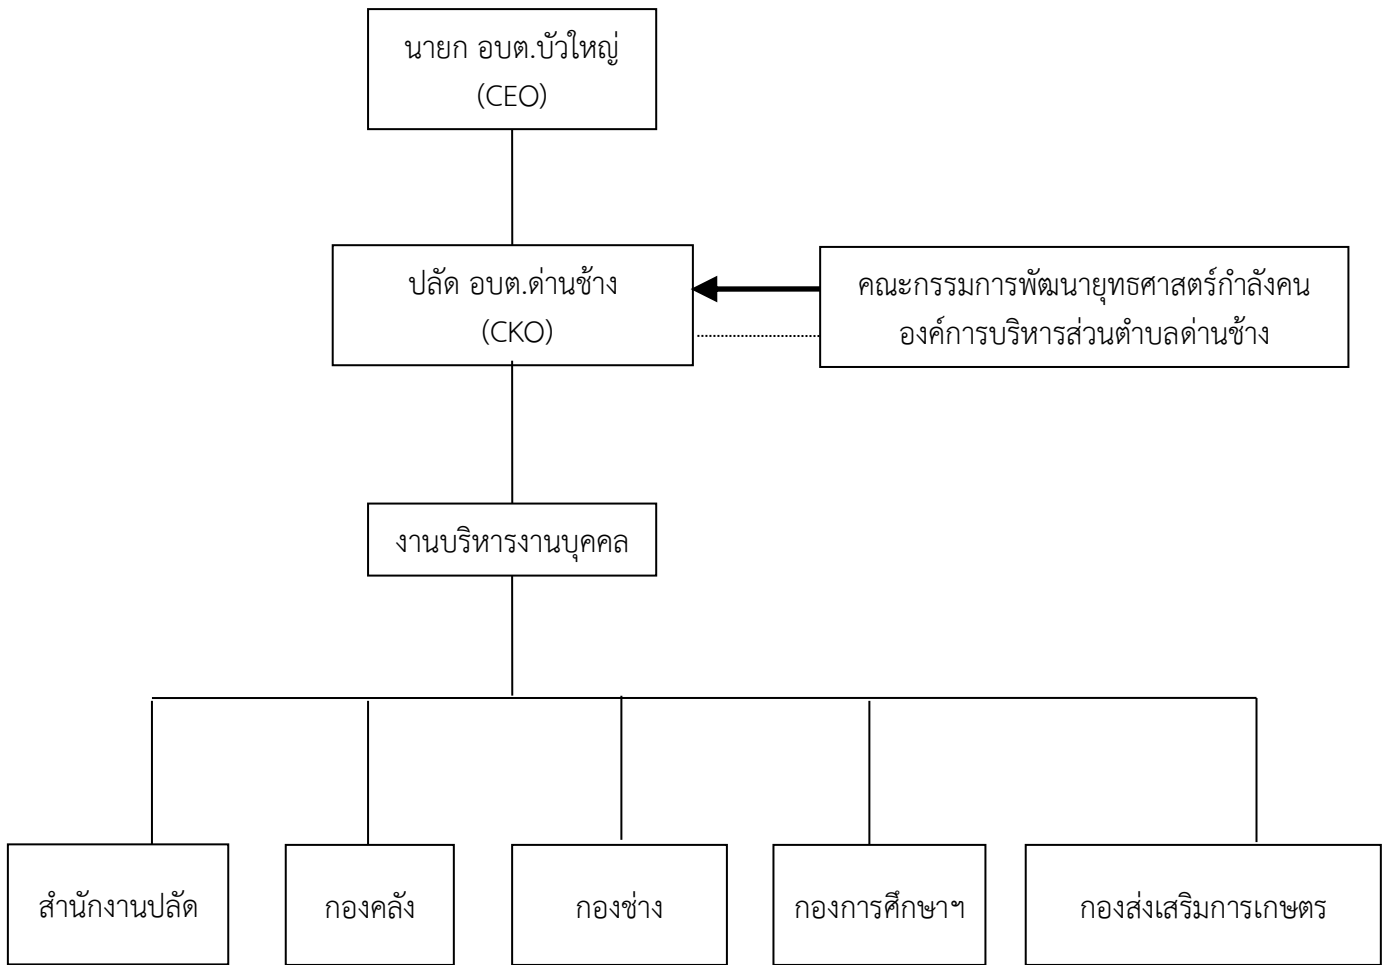 นายก อบต.บัวใหญ่
(CEO)
ปลัด อบต.ด่านช้าง
(CKO)
คณะกรรมการพัฒนายุทธศาสตร์กำลังคน
องค์การบริหารส่วนตำบลด่านช้าง
งานบริหารงานบุคคล
สำนักงานปลัด
กองคลัง
กองช่าง
กองการศึกษาฯ
กองส่งเสริมการเกษตร